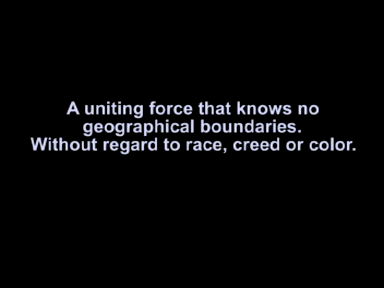 A uniting force that knows no
geographical boundaries.
Without regard to race, creed or color.